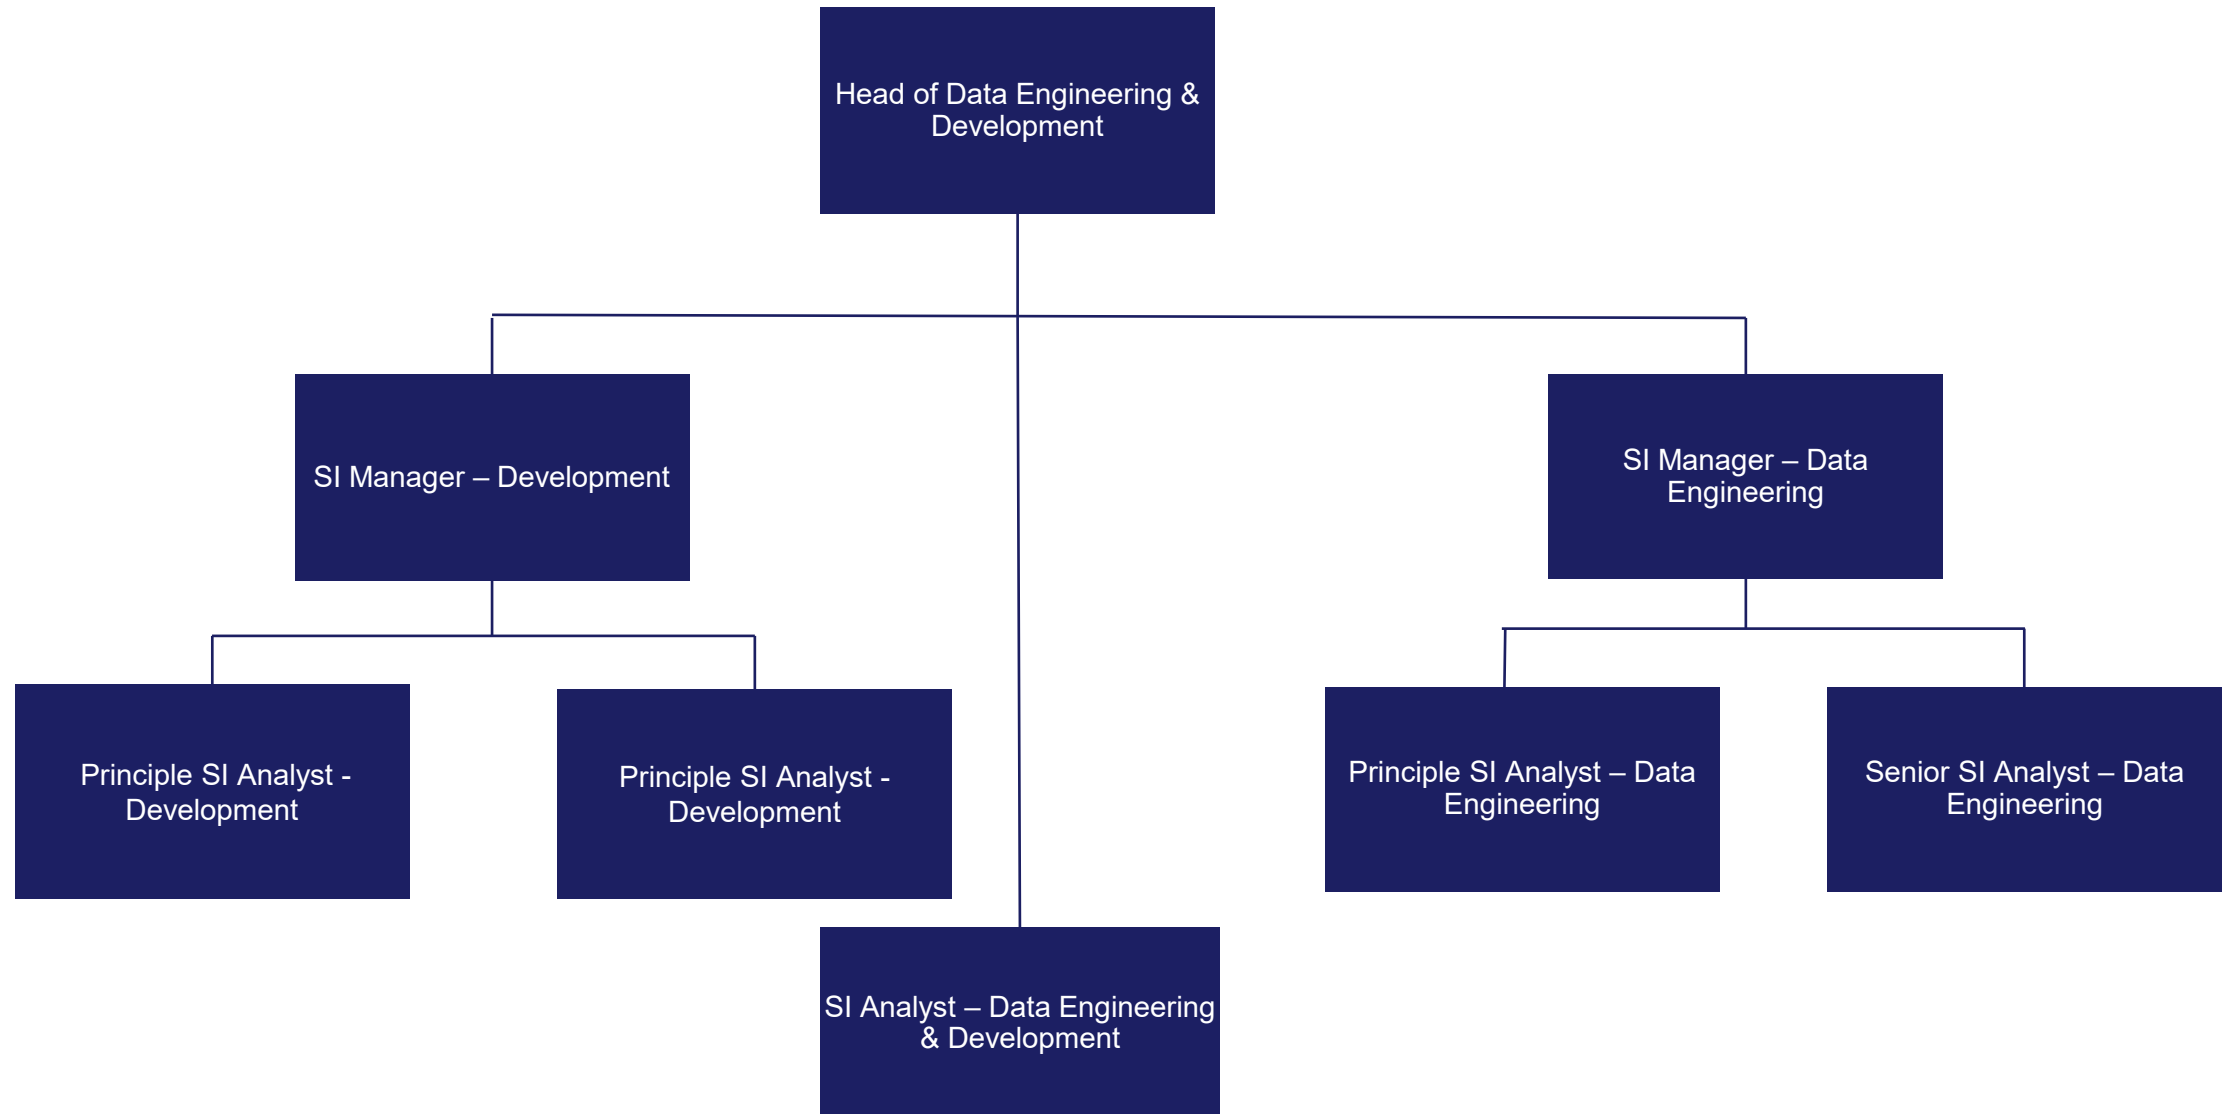 Head of Data Engineering &
Development
SI Manager – Development
SI Manager – Data
Engineering
Principle SI Analyst -
Development
Principle SI Analyst -
Development
Principle SI Analyst – Data
Engineering
Senior SI Analyst – Data
Engineering
SI Analyst – Data Engineering
& Development